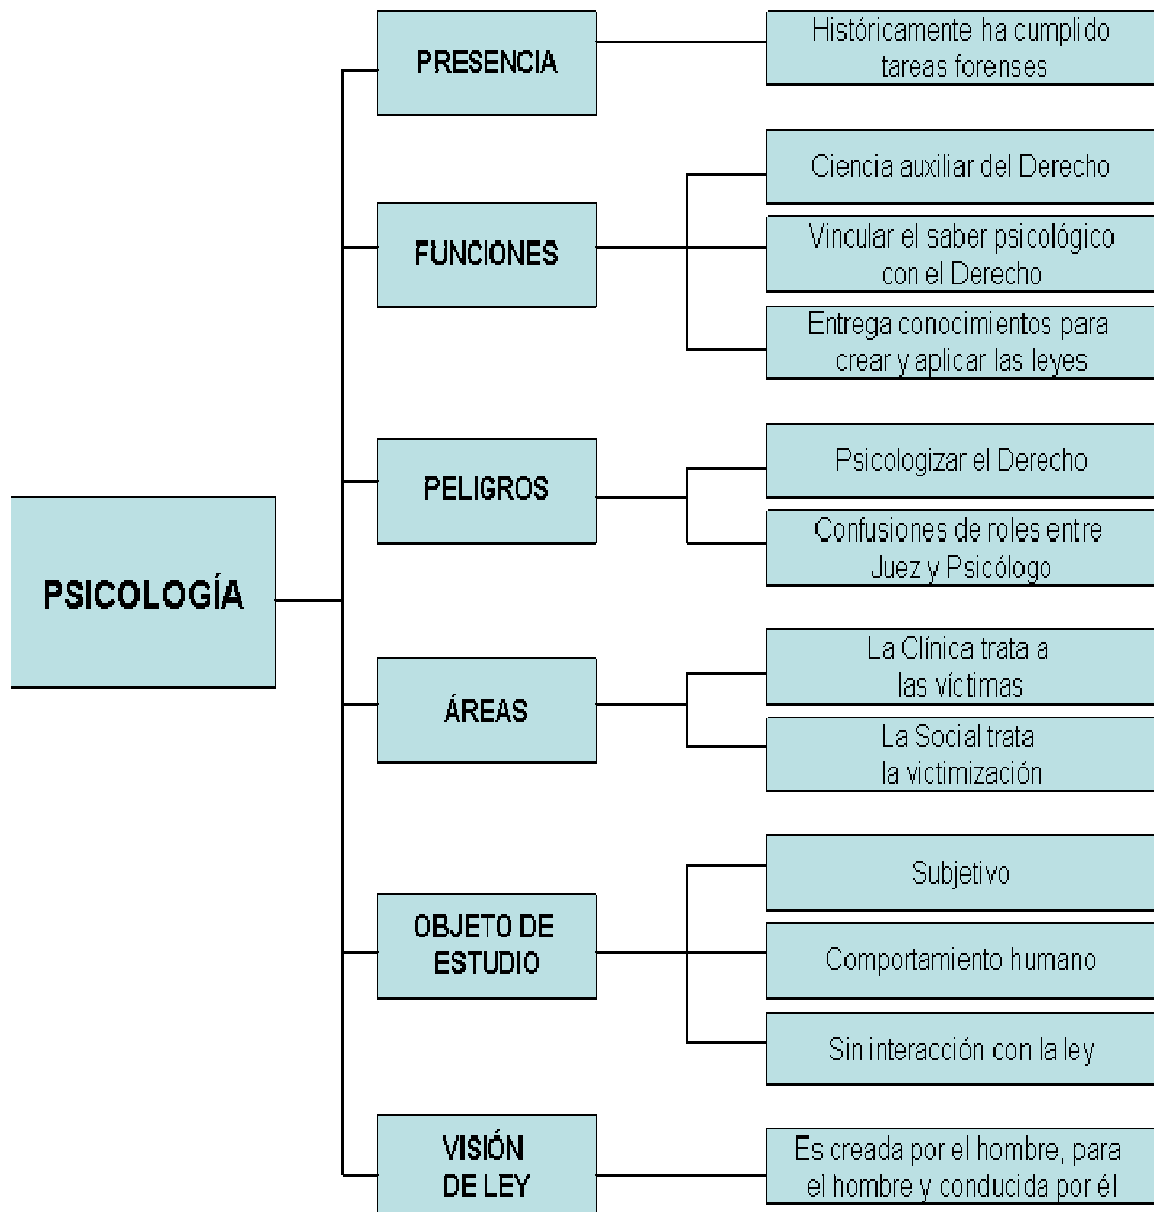 PSICOLOGÍA
PRESENCIA
Históricamente ha cumplido
tareas forenses
FUNCIONES
Ciencia auxiliar del Derecho
Vincular el saber psicológico
con el Derecho
Entrega conocimientos para
crear y aplicar las leyes
PELIGROS
Psicologizar el Derecho
Confusiones de roles entre
Juez y Psicólogo
ÁREAS
La Clínica trata a
las víctimas
La Social trata
la victimización
OBJETO DE
ESTUDIO
Subjetivo
Comportamiento humano
Sin interacción con la ley
VISIÓN
DE LEY
Es creada por el hombre, para
el hombre y conducida por él